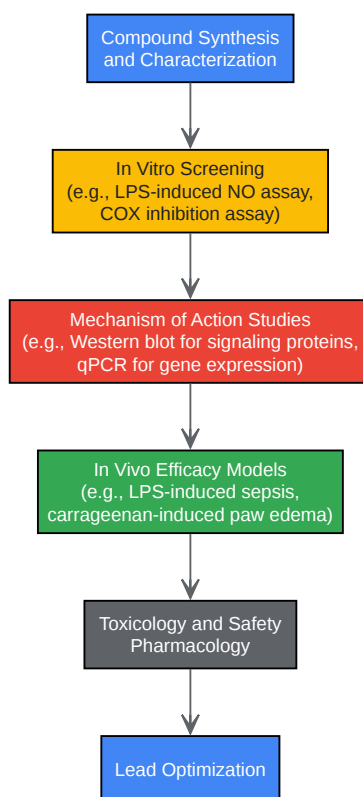 Compound Synthesis
and Characterization
In Vitro Screening
(e.g., LPS-induced NO assay,
COX inhibition assay)
Mechanism of Action Studies
(e.g., Western blot for signaling proteins,
qPCR for gene expression)
In Vivo Efficacy Models
(e.g., LPS-induced sepsis,
carrageenan-induced paw edema)
Toxicology and Safety
Pharmacology
Lead Optimization